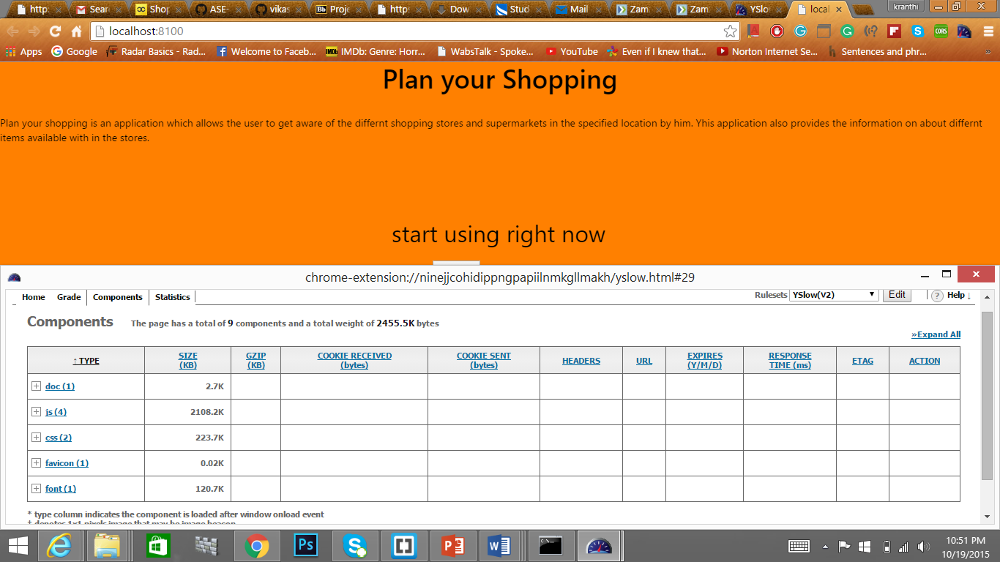 http: Sear Shop ASE- vikas Proje http: Dow Stud Mail Zam Zam YSlow local kranthi
localhost:8100
Apps Google Radar Basics - Rad... Welcome to Faceb... IMDb: Genre: Horr... WabsTalk - Spoke... YouTube Even if I knew that... Norton Internet Se... Sentences and phr... »
Plan your Shopping
Plan your shopping is an application which allows the user to get aware of the differnt shopping stores and supermarkets in the specified location by him. Yhis application also provides the information on about differnt
items available with in the stores.
start using right now
chrome-extension://ninejjcohidippngpapiilnmkgllmakh/yslow.html#29
Home Grade Components Statistics Rulesets YSlow(V2) Edit ? Help ↓
Components The page has a total of 9 components and a total weight of 2455.5K bytes
»Expand All
↑ TYPE SIZE (KB) GZIP (KB) COOKIE RECEIVED (bytes) COOKIE SENT (bytes) HEADERS URL EXPIRES (Y/M/D) RESPONSE TIME (ms) ETAG ACTION
doc (1) 2.7K
js (4) 2108.2K
css (2) 223.7K
favicon (1) 0.02K
font (1) 120.7K
* type column indicates the component is loaded after window onload event
† denotes 1x1 pixels image that may be image beacon
10:51 PM
10/19/2015